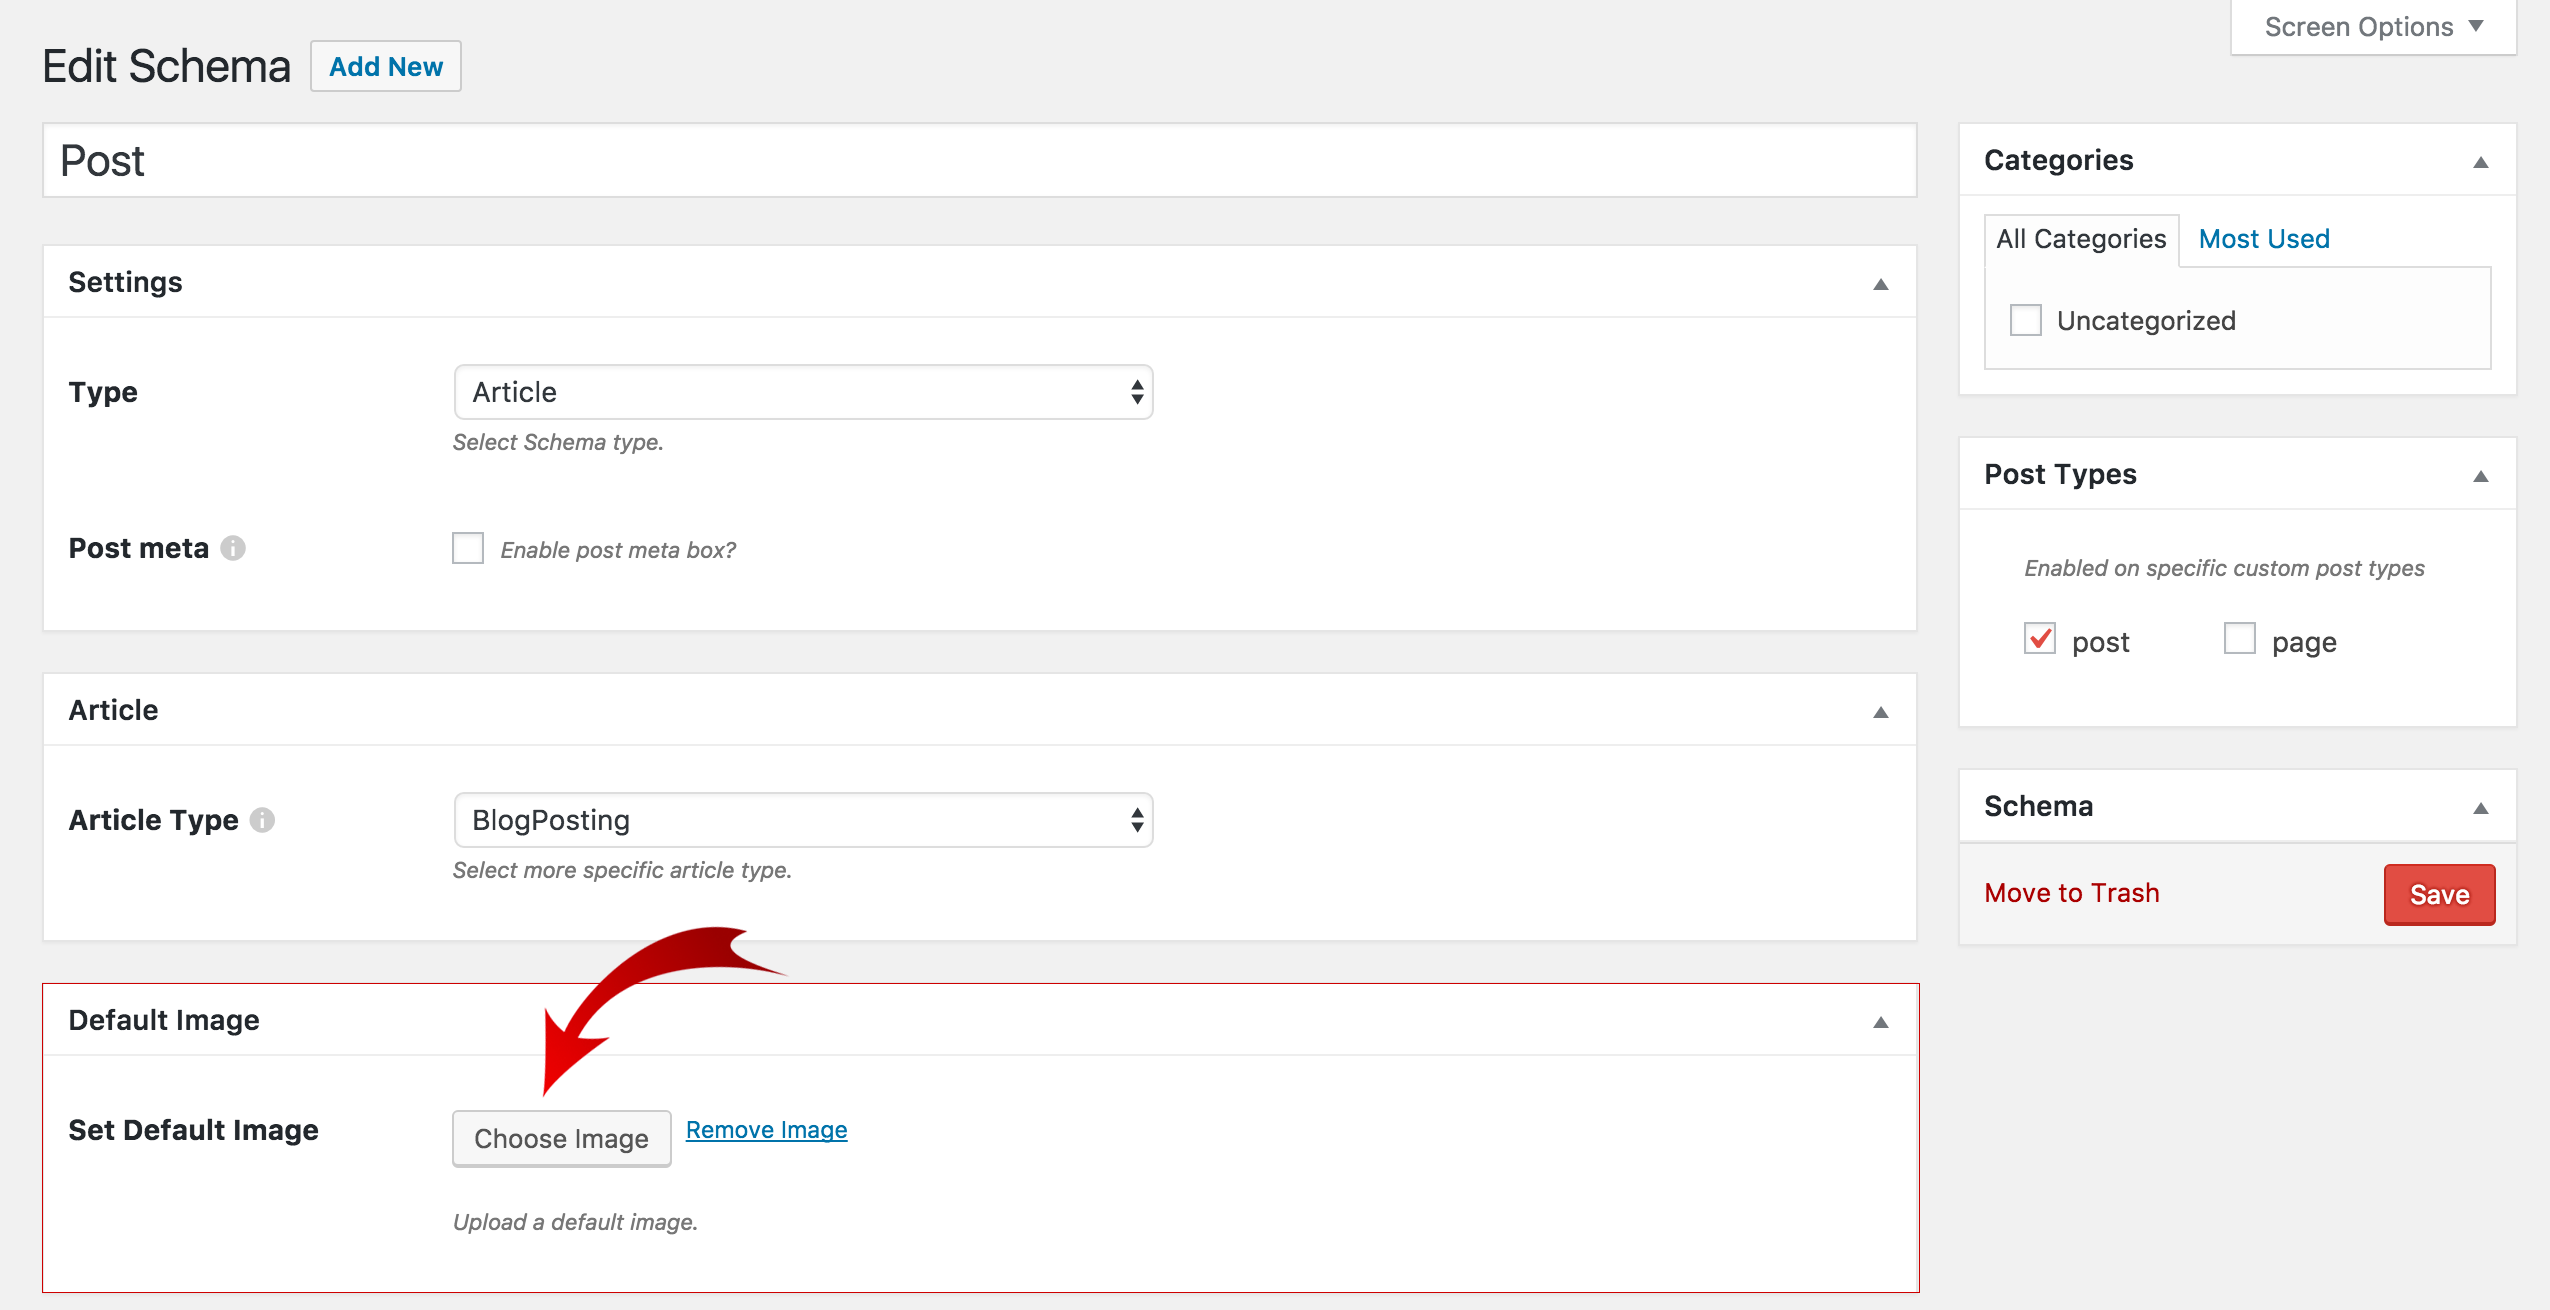 Screen Options
Edit Schema Add New
Post
Settings
Type
Article
Select Schema type.
Post meta
Enable post meta box?
Article
Article Type
BlogPosting
Select more specific article type.
Default Image
Set Default Image
Choose Image Remove Image
Upload a default image.
Categories
All Categories Most Used
Uncategorized
Post Types
Enabled on specific custom post types
post page
Schema
Move to Trash Save